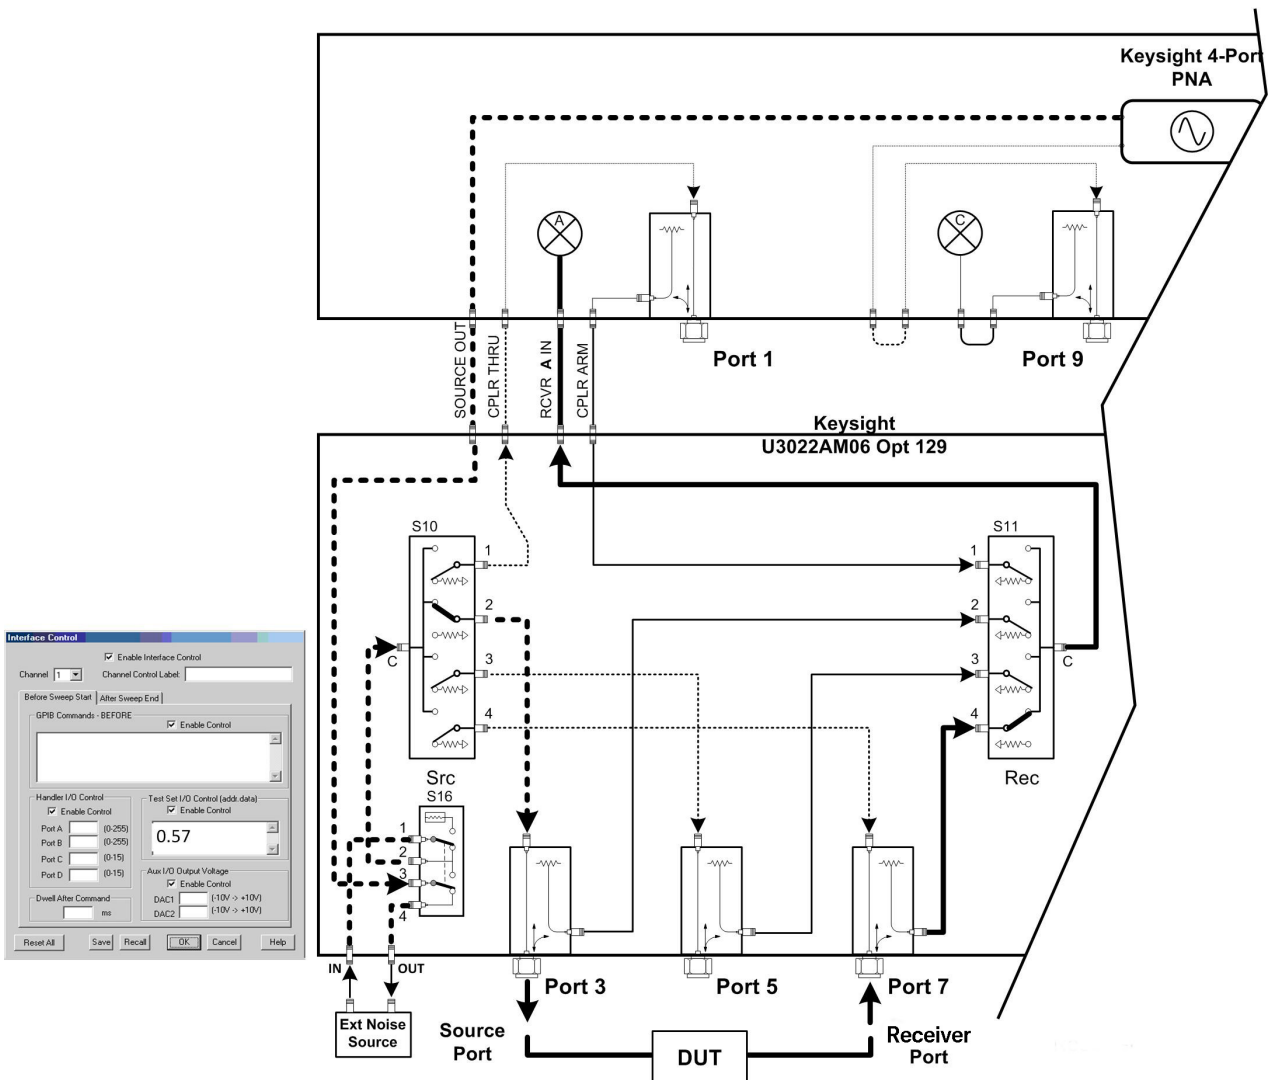 Keysight 4-Port
PNA
A
C
SOURCE OUT
CPLR THRU
RCVR A IN
CPLR ARM
Port 1
Port 9
Keysight
U3022AM06 Opt 129
S10
1
2
3
4
C
Src
S11
1
2
3
4
C
Rec
S16
1
2
3
4
IN
OUT
Ext Noise
Source
Port 3
Port 5
Port 7
Source
Port
DUT
Receiver
Port
Interface Control
Enable Interface Control
Channel 1 Channel Control Label:
Before Sweep Start After Sweep End
GPIB Commands - BEFORE
Enable Control
Handler I/O Control
Enable Control
Port A (0-255)
Port B (0-255)
Port C (0-15)
Port D (0-15)
Test Set I/O Control (addr.data)
Enable Control
0.57
Aux I/O Output Voltage
Enable Control
DAC1 (-10V -> +10V)
DAC2 (-10V -> +10V)
Dwell After Command
ms
Reset All Save Recall OK Cancel Help